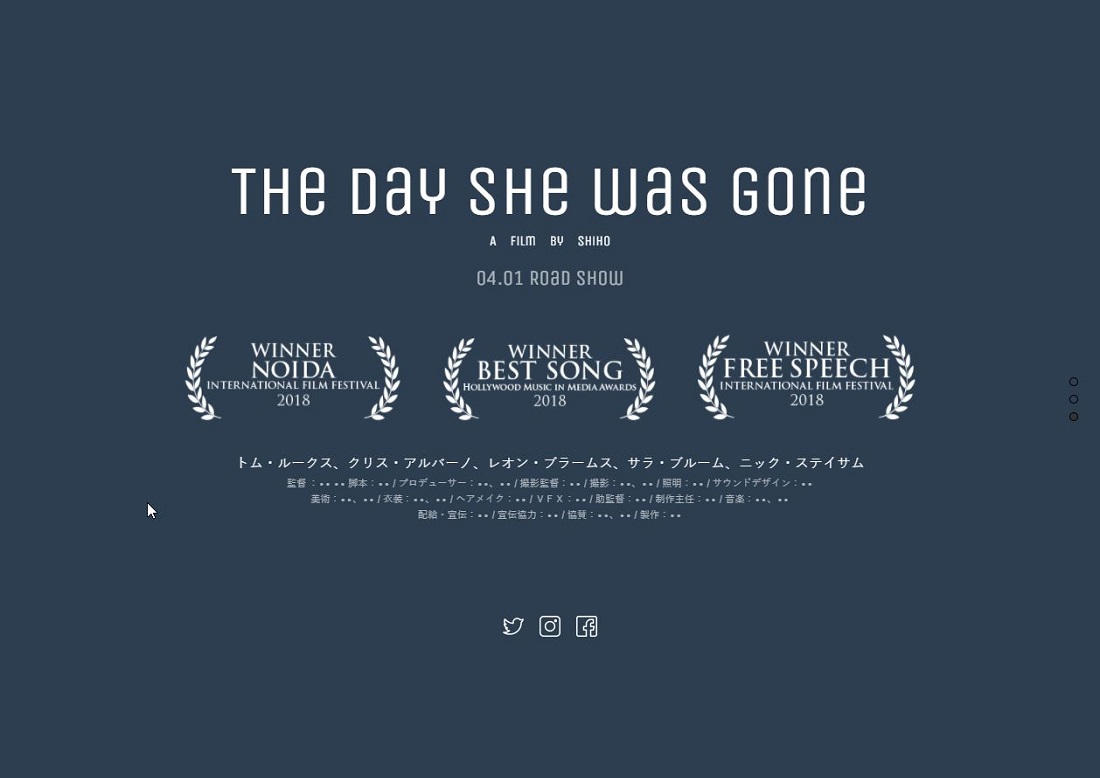 THE DAY SHE WAS GONE
A FILM BY SHIHO
04.01 ROAD SHOW
WINNER
NOIDA
INTERNATIONAL FILM FESTIVAL
2018
WINNER
BEST SONG
HOLLYWOOD MUSIC IN MEDIA AWARDS
2018
WINNER
FREE SPEECH
INTERNATIONAL FILM FESTIVAL
2018
トム・ルークス、クリス・アルバーノ、レオン・ブラームス、サラ・ブルーム、ニック・ステイサム
監督：●● ●● 脚本：●● / プロデューサー：●●、●● / 撮影監督：●● / 撮影：●●、●● / 照明：●● / サウンドデザイン：●●
美術：●●、●● / 衣装：●●、●● / ヘアメイク：●● / ＶＦＸ：●● / 助監督：●● / 制作主任：●● / 音楽：●●、●●
配給・宣伝：●● / 宣伝協力：●● / 協賛：●●、●● / 製作：●●